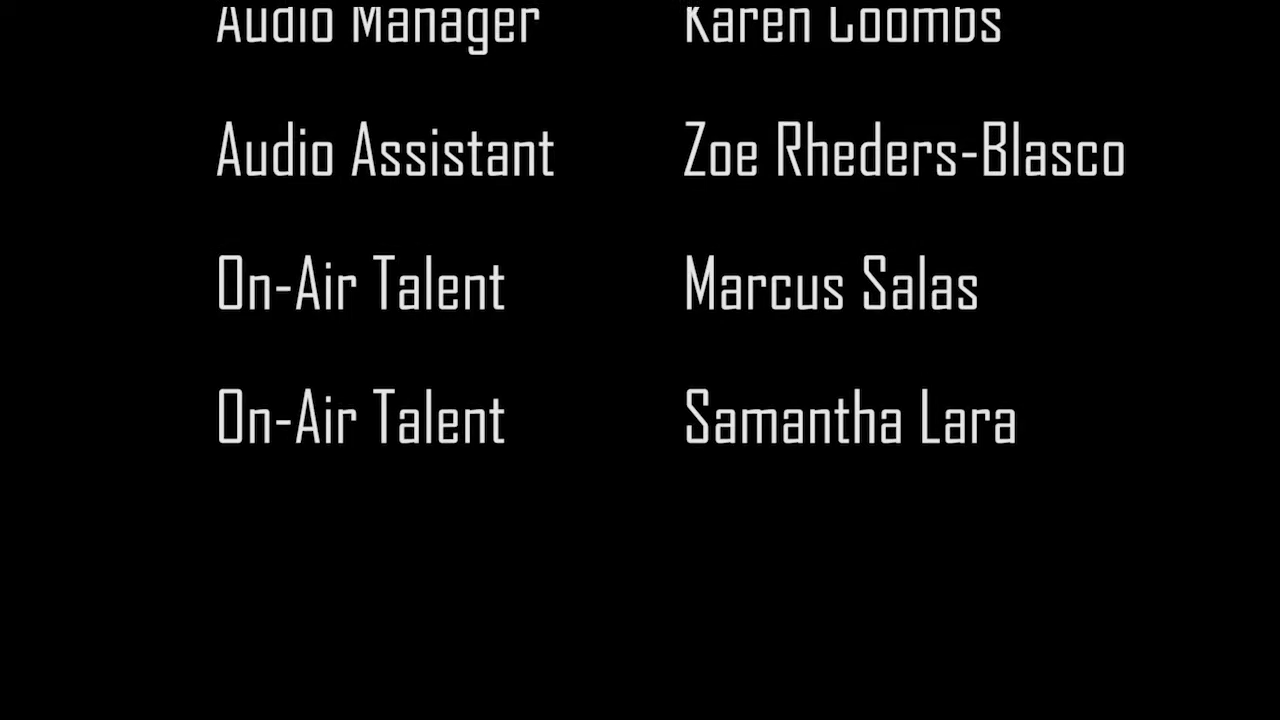 Audio Manager Karen Coombs
Audio Assistant Zoe Rheders-Blasco
On-Air Talent Marcus Salas
On-Air Talent Samantha Lara